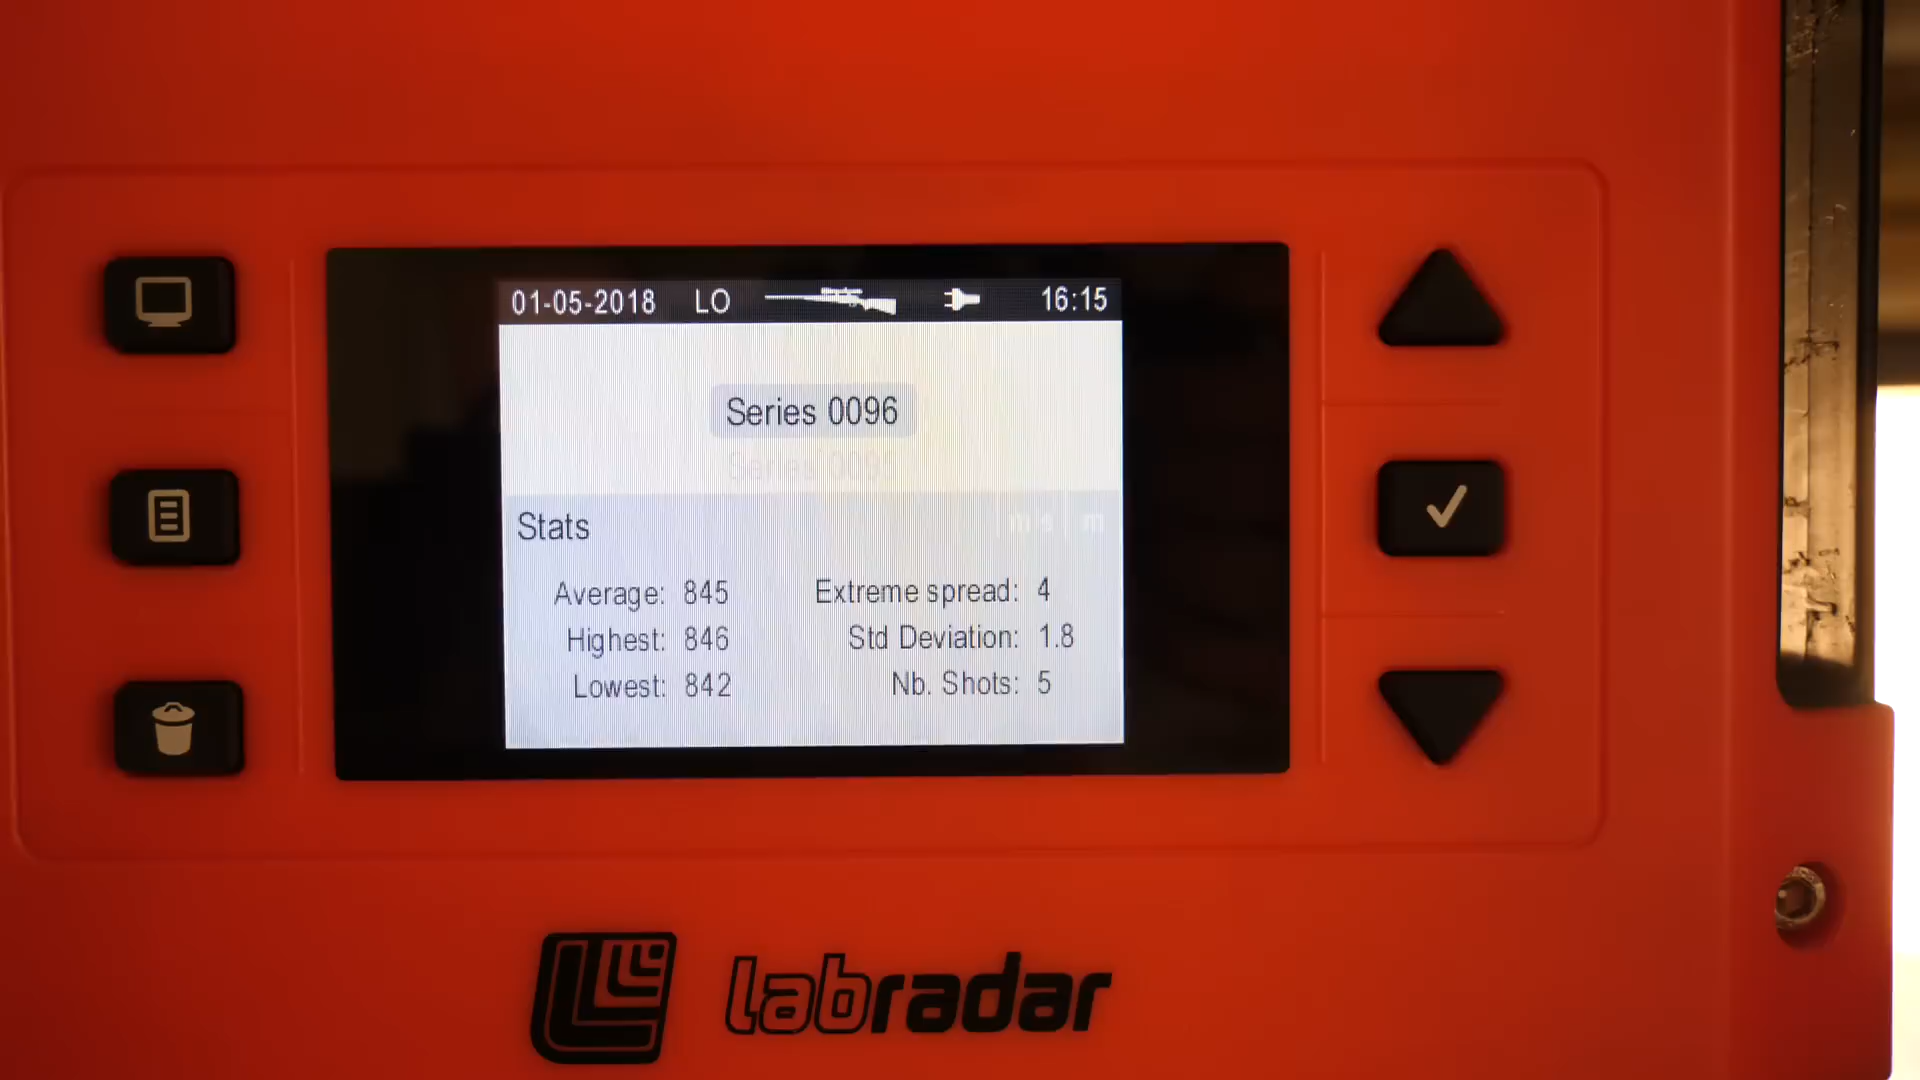 01-05-2018 LO 16:15
Series 0096
Stats
Average: 845 Extreme spread: 4
Highest: 846 Std Deviation: 1.8
Lowest: 842 Nb. Shots: 5
labradar